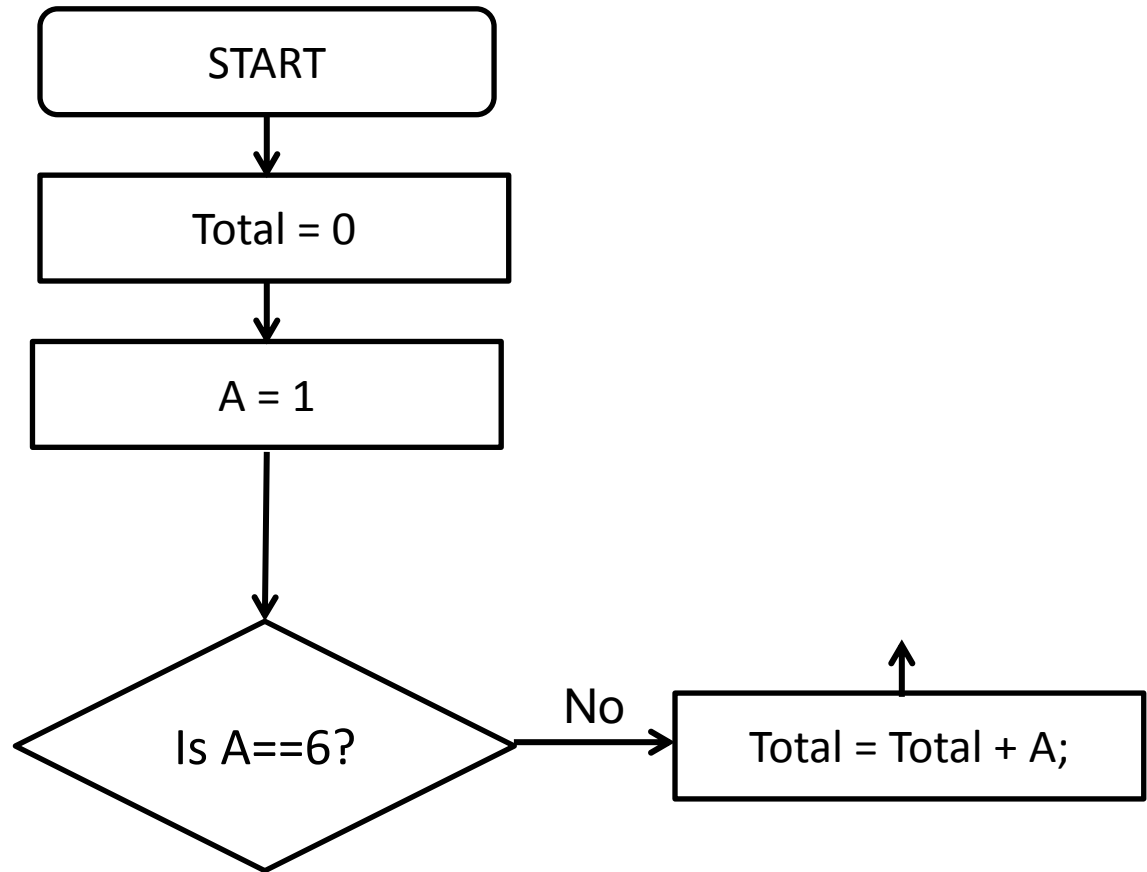 START
Total = 0
A = 1
Is A==6?
No
Total = Total + A;